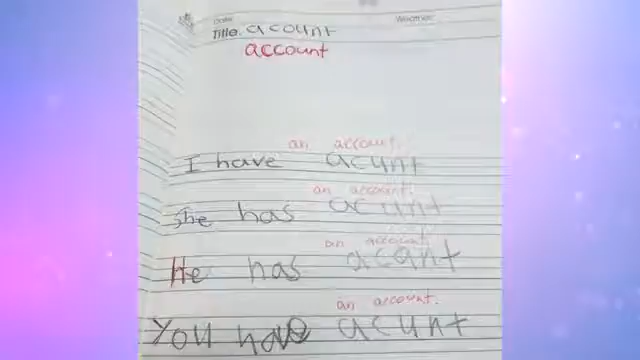 Date: Weather:
Title. acount
account
an account.
I have acunt
an account.
She has acunt
an account.
He has acant
an account.
You have acunt